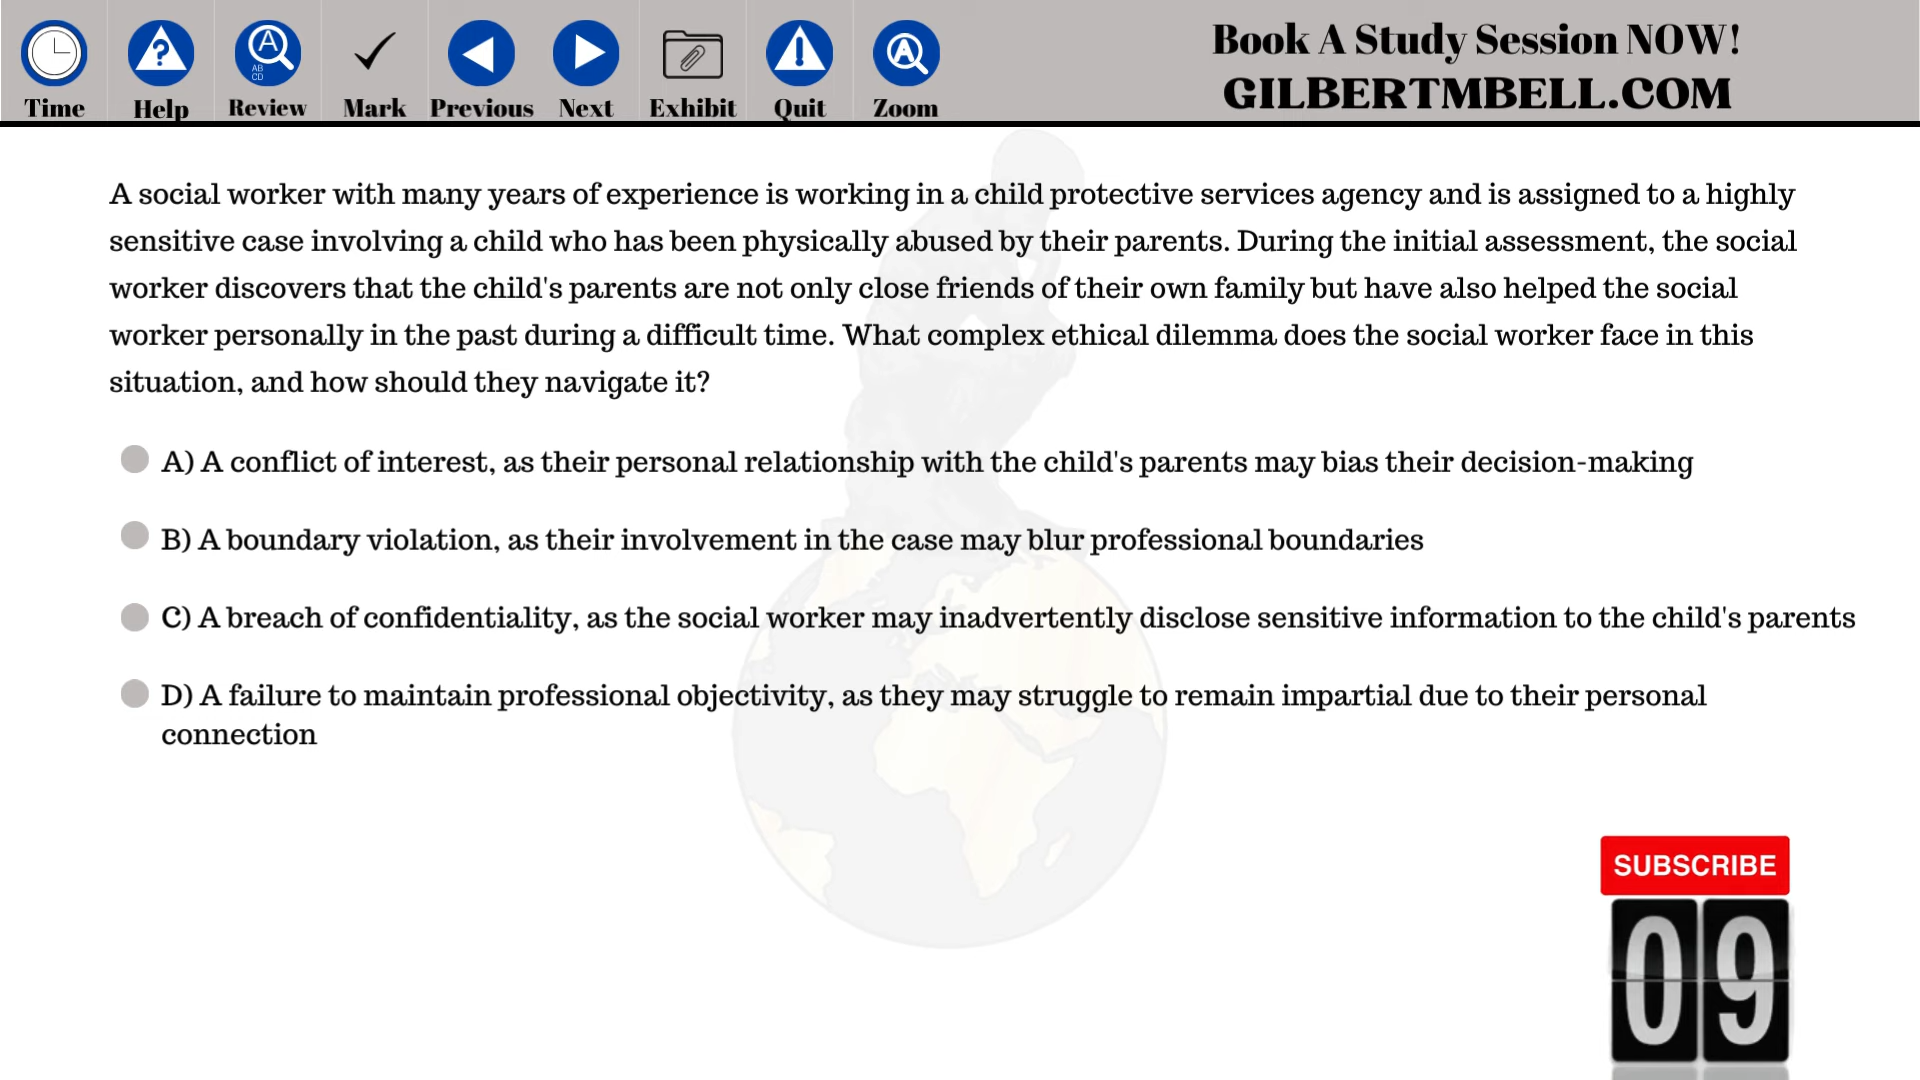 Book A Study Session NOW!
GILBERTMBELL.COM
A
AB
CD
?
!
A
Time Help Review Mark Previous Next Exhibit Quit Zoom
A social worker with many years of experience is working in a child protective services agency and is assigned to a highly
sensitive case involving a child who has been physically abused by their parents. During the initial assessment, the social
worker discovers that the child's parents are not only close friends of their own family but have also helped the social
worker personally in the past during a difficult time. What complex ethical dilemma does the social worker face in this
situation, and how should they navigate it?
A) A conflict of interest, as their personal relationship with the child's parents may bias their decision-making
B) A boundary violation, as their involvement in the case may blur professional boundaries
C) A breach of confidentiality, as the social worker may inadvertently disclose sensitive information to the child's parents
D) A failure to maintain professional objectivity, as they may struggle to remain impartial due to their personal
connection
SUBSCRIBE
09